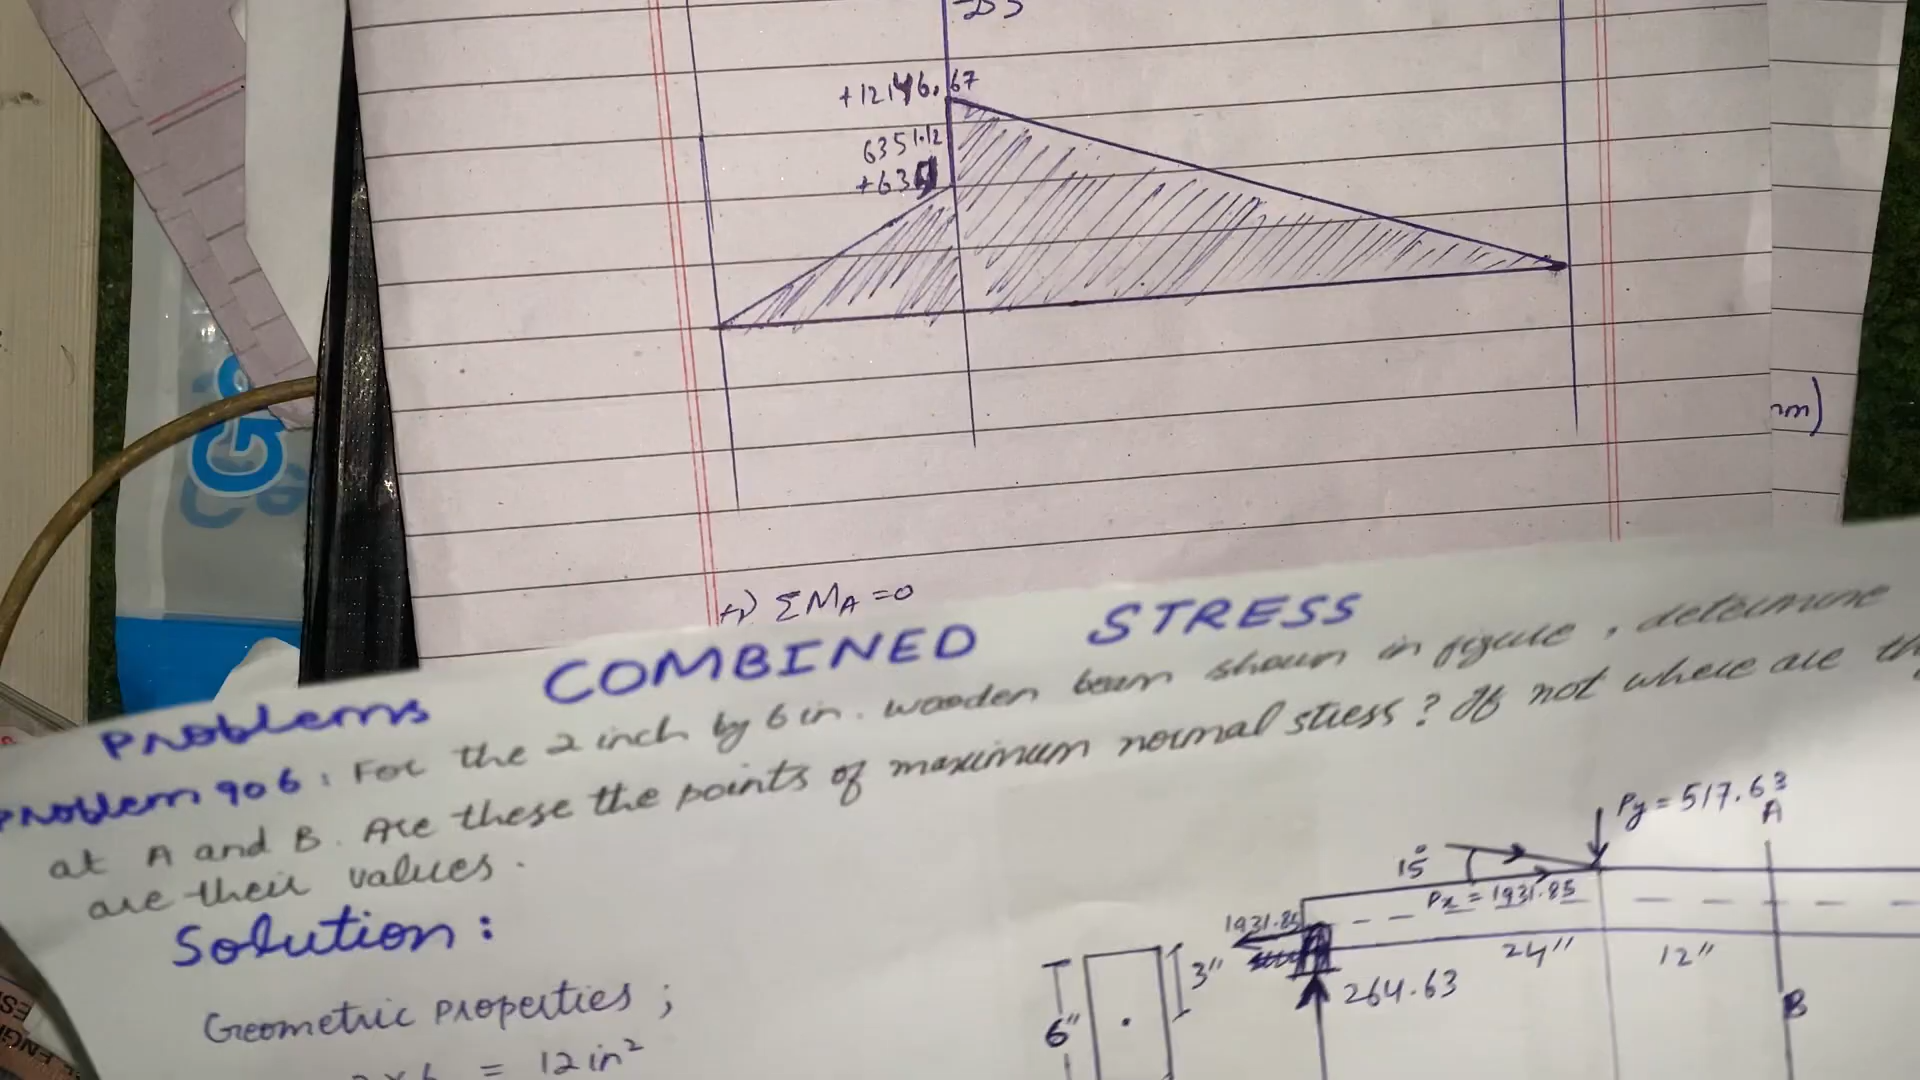 +12146.67
6351.12
+63
nm)
+) ΣMA=0
COMBINED STRESS
Problems
Problem 906: For the 2 inch by 6 in. wooden beam shown in figure, determine
at A and B. Are these the points of maximum normal stress? If not where are
are their values.
Solution:
Geometric properties;
= 12 in²
6"
3"
15°
Py = 517.63
A
Px = 1931.85
1931.85
24"
12"
264.63
B